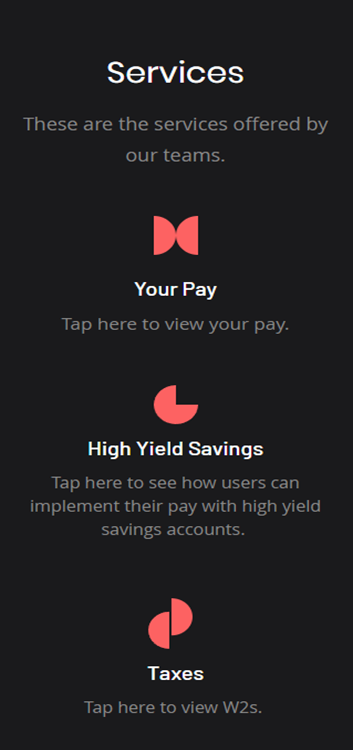 Services
These are the services offered by
our teams.
Your Pay
Tap here to view your pay.
High Yield Savings
Tap here to see how users can
implement their pay with high yield
savings accounts.
Taxes
Tap here to view W2s.